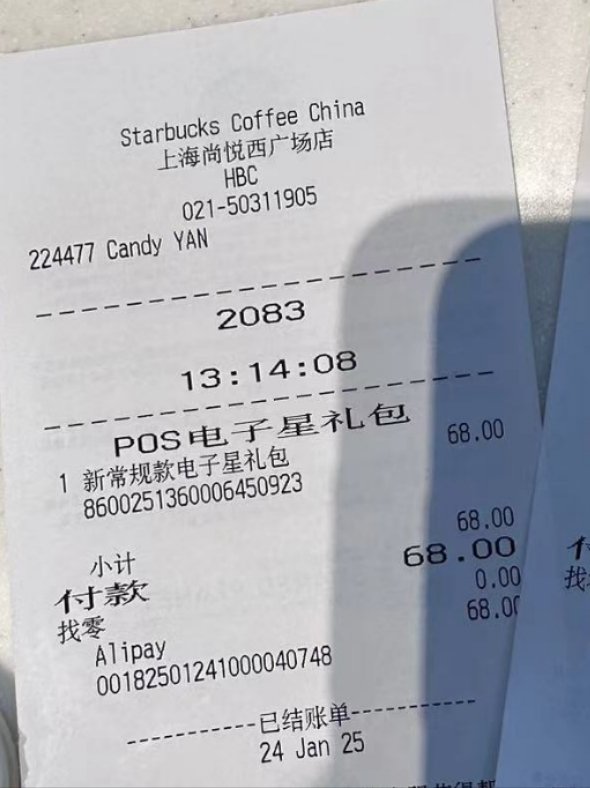 Starbucks Coffee China
上海尚悦西广场店
HBC
021-50311905
224477 Candy YAN
2083
13:14:08
POS电子星礼包
1 新常规款电子星礼包 68.00
8600251360006450923
小计 68.00
付款 68.00
找零 0.00
Alipay 68.00
00182501241000040748
-----------已结账单-----------
24 Jan 25